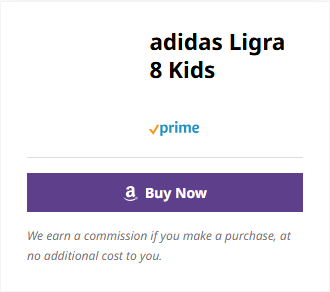 adidas Ligra
8 Kids
prime
Buy Now
We earn a commission if you make a purchase, at
no additional cost to you.